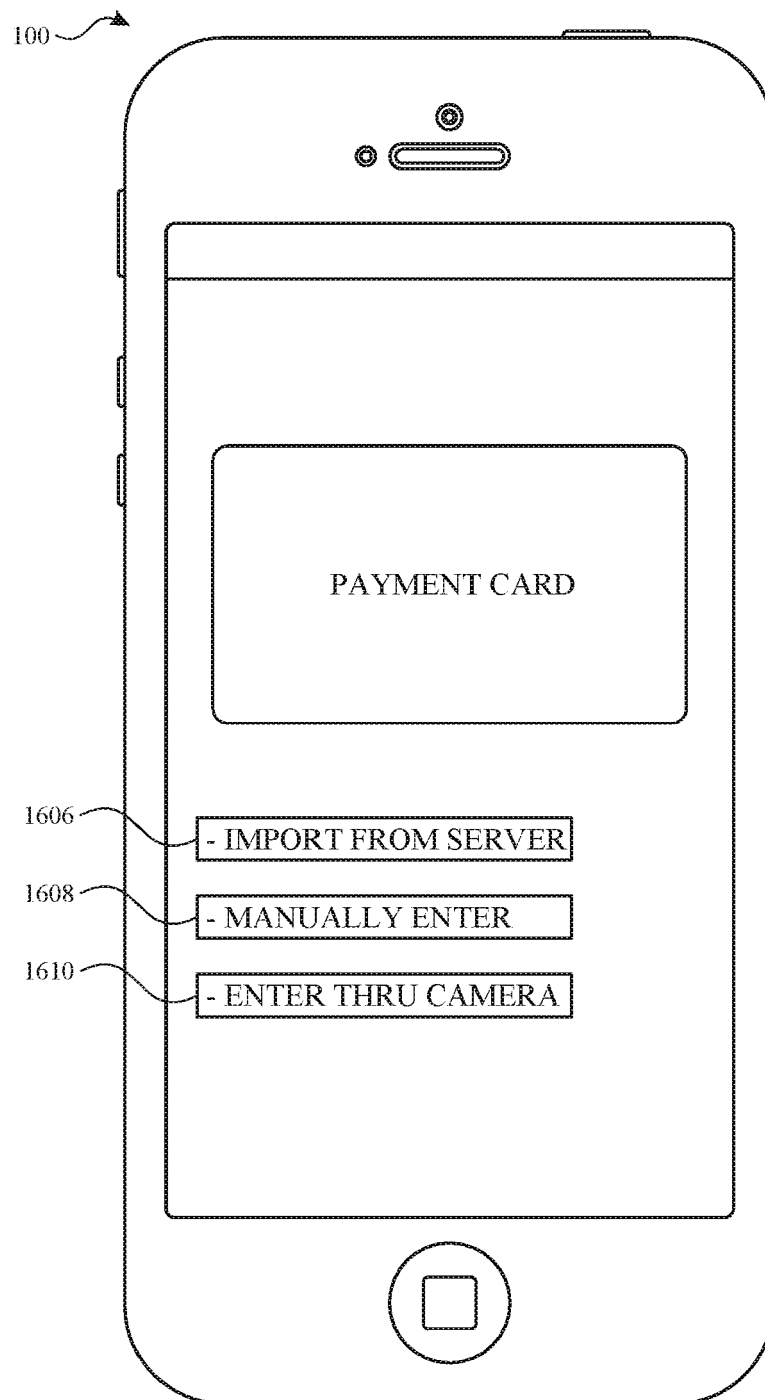 100
PAYMENT CARD
1606
- IMPORT FROM SERVER
1608
- MANUALLY ENTER
1610
- ENTER THRU CAMERA